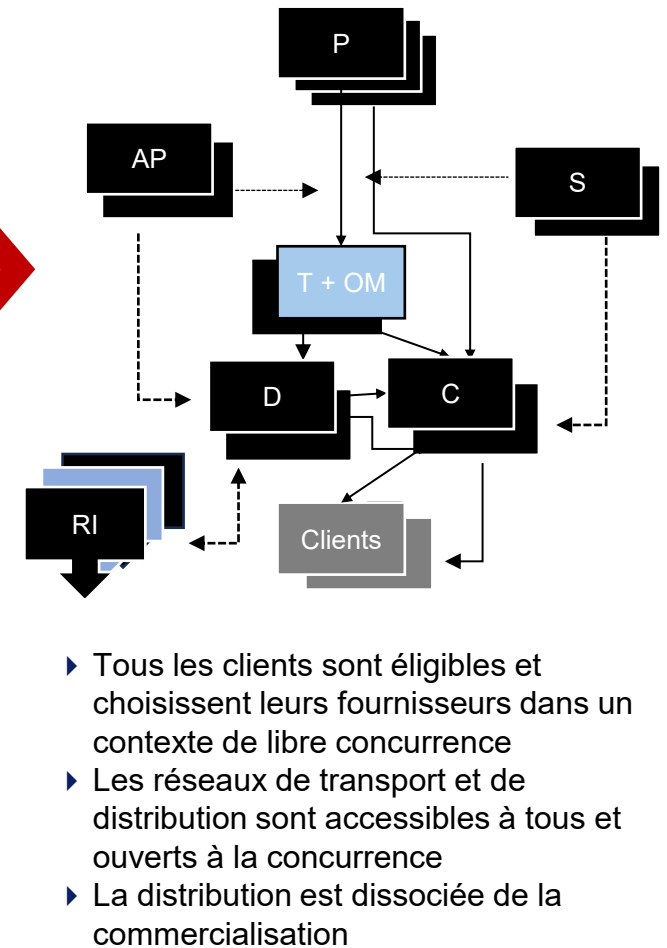 P
AP
S
T + OM
D
C
RI
Clients
Tous les clients sont éligibles et
choisissent leurs fournisseurs dans un
contexte de libre concurrence
Les réseaux de transport et de
distribution sont accessibles à tous et
ouverts à la concurrence
La distribution est dissociée de la
commercialisation